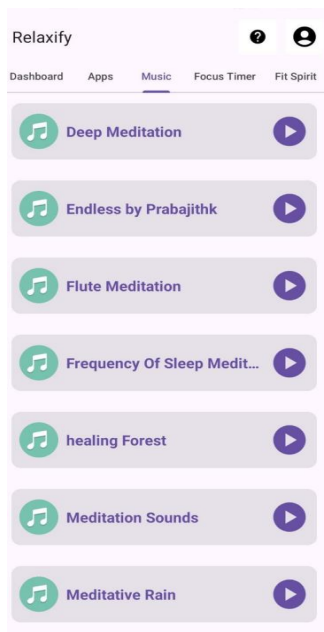 Relaxify
Dashboard Apps Music Focus Timer Fit Spirit
Deep Meditation
Endless by Prabajithk
Flute Meditation
Frequency Of Sleep Medit...
healing Forest
Meditation Sounds
Meditative Rain